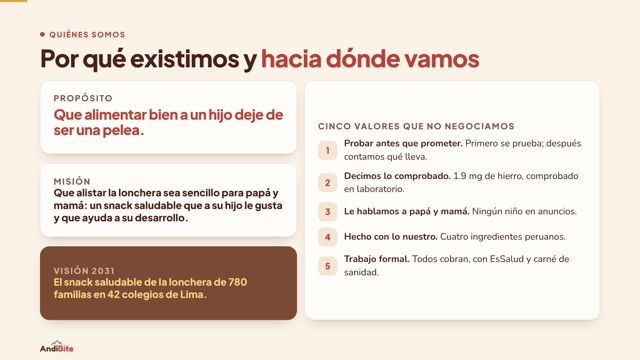 QUIÉNES SOMOS
Por qué existimos y hacia dónde vamos
PROPÓSITO
Que alimentar bien a un hijo deje de
ser una pelea.
MISIÓN
Que alistar la lonchera sea sencillo para papá y
mamá: un snack saludable que a su hijo le gusta
y que ayuda a su desarrollo.
VISIÓN 2031
El snack saludable de la lonchera de 780
familias en 42 colegios de Lima.
CINCO VALORES QUE NO NEGOCIAMOS
1 Probar antes que prometer. Primero se prueba; después
contamos qué lleva.
2 Decimos lo comprobado. 1.9 mg de hierro, comprobado
en laboratorio.
3 Le hablamos a papá y mamá. Ningún niño en anuncios.
4 Hecho con lo nuestro. Cuatro ingredientes peruanos.
5 Trabajo formal. Todos cobran, con EsSalud y carné de
sanidad.
AndiBite